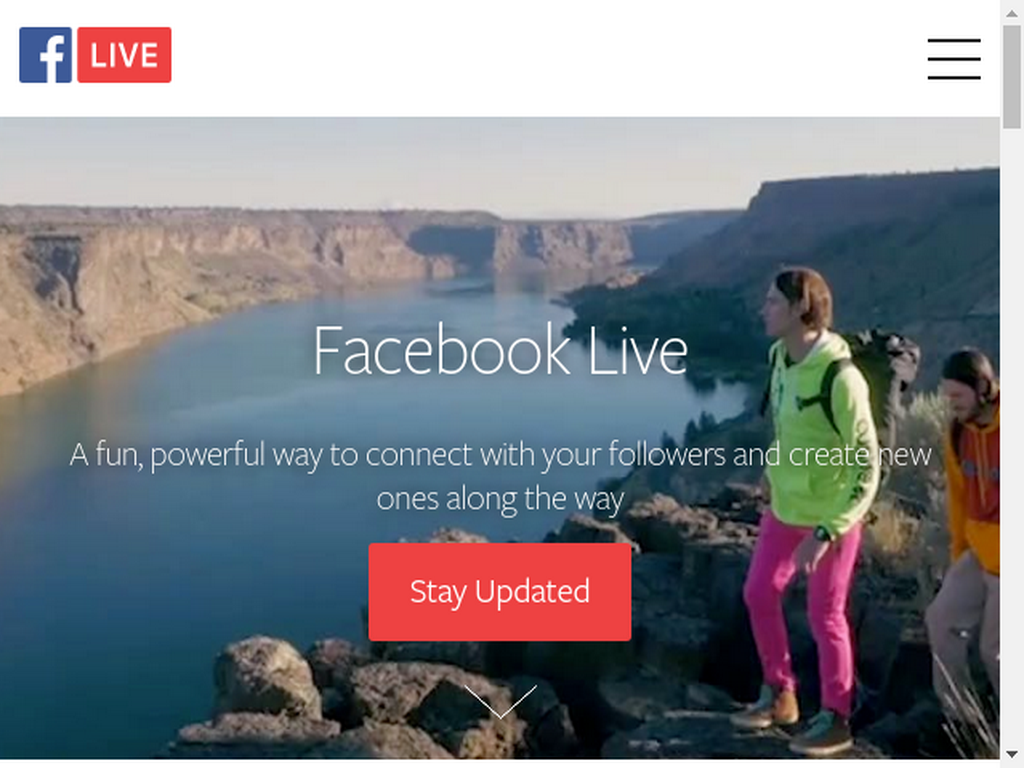 f LIVE
Facebook Live
A fun, powerful way to connect with your followers and create new
ones along the way
Stay Updated